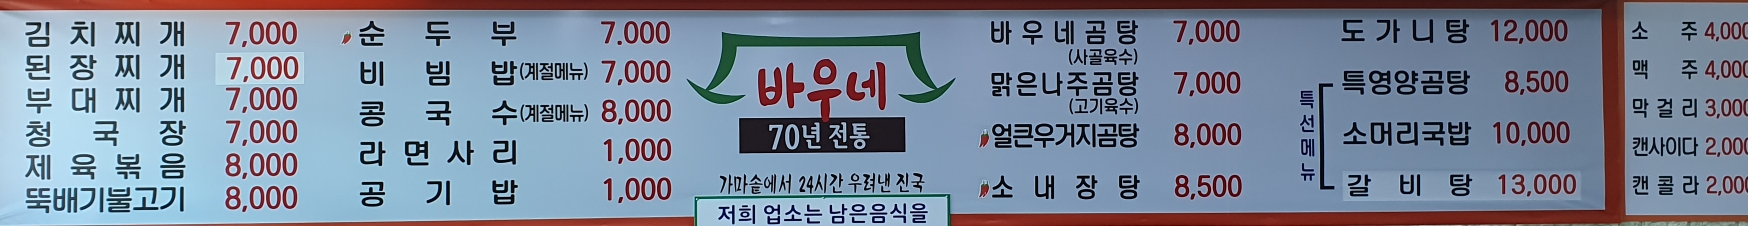 김치찌개 7,000
된장찌개 7,000
부대찌개 7,000
청국장 7,000
제육볶음 8,000
뚝배기불고기 8,000
순두부 7.000
비빔밥(계절메뉴) 7,000
콩국수(계절메뉴) 8,000
라면사리 1,000
공기밥 1,000
바우네
70년 전통
가마솥에서 24시간 우려낸 진국
저희 업소는 남은음식을
바우네곰탕 7,000
(사골육수)
맑은나주곰탕 7,000
(고기육수)
얼큰우거지곰탕 8,000
소내장탕 8,500
도가니탕 12,000
특선메뉴
특영양곰탕 8,500
소머리국밥 10,000
갈비탕 13,000
소주 4,000
맥주 4,000
막걸리 3,000
캔사이다 2,000
캔콜라 2,000